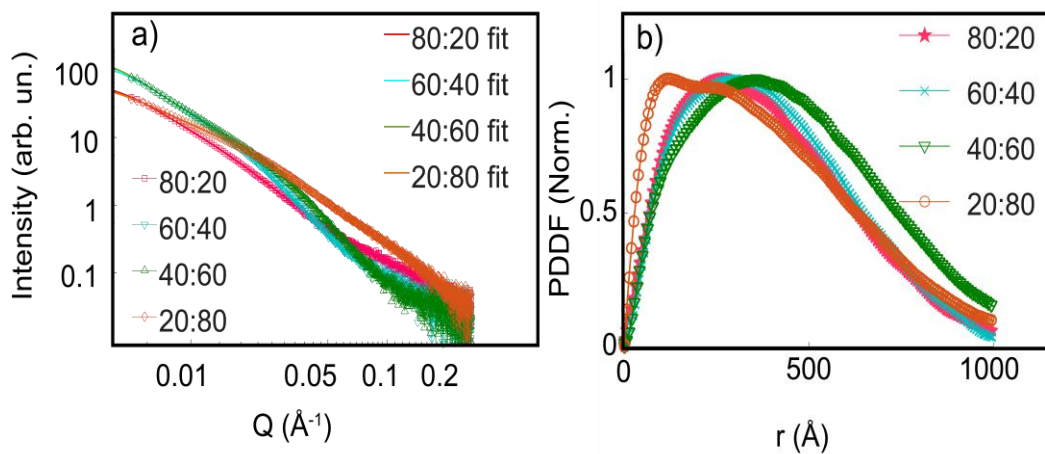 a)
80:20 fit
60:40 fit
40:60 fit
20:80 fit
100
10
1
0.1
80:20
60:40
40:60
20:80
Intensity (arb. un.)
0.01
0.05
0.1
0.2
Q (Å⁻¹)
b)
80:20
60:40
40:60
20:80
1
0.5
0
PDDF (Norm.)
0
500
1000
r (Å)